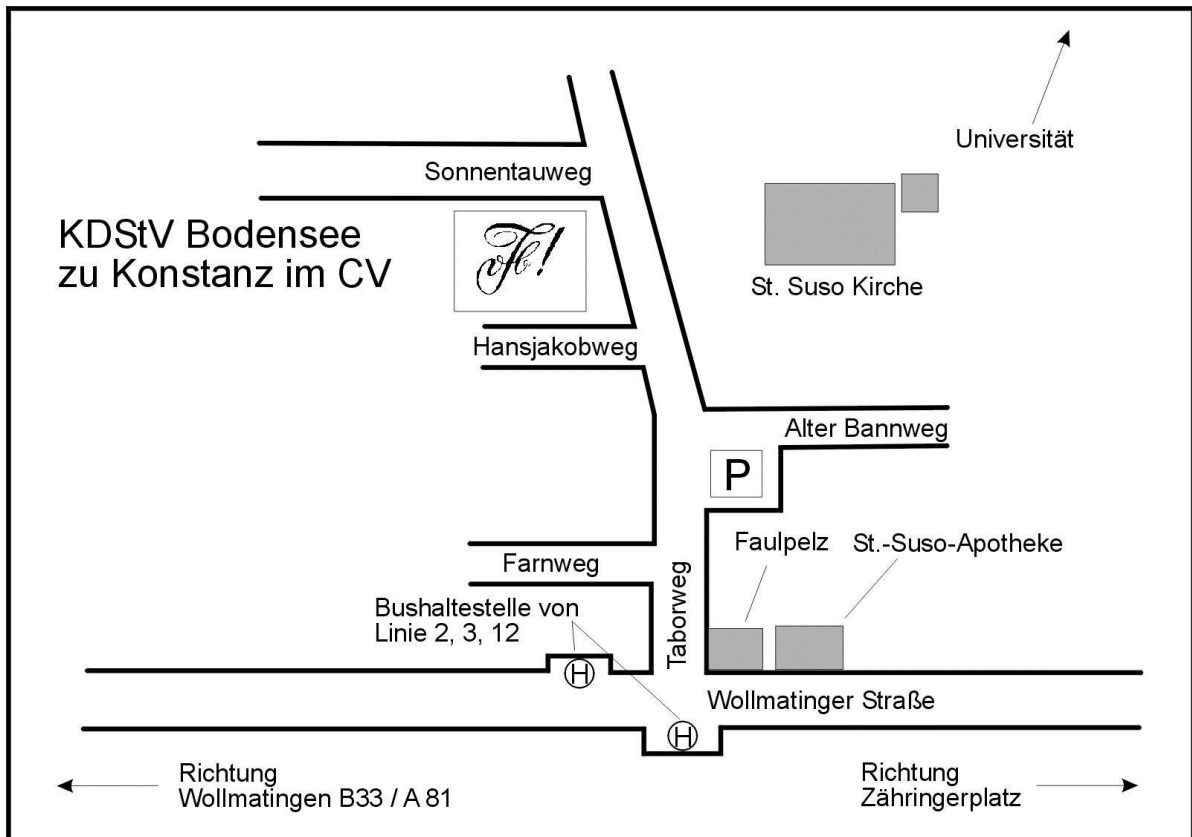 Universität
Sonnentauweg
KDStV Bodensee
zu Konstanz im CV
vfb!
St. Suso Kirche
Hansjakobweg
Alter Bannweg
P
Faulpelz
St.-Suso-Apotheke
Farnweg
Taborweg
Bushaltestelle von
Linie 2, 3, 12
H
Wollmatinger Straße
H
Richtung
Wollmatingen B33 / A 81
Richtung
Zähringerplatz